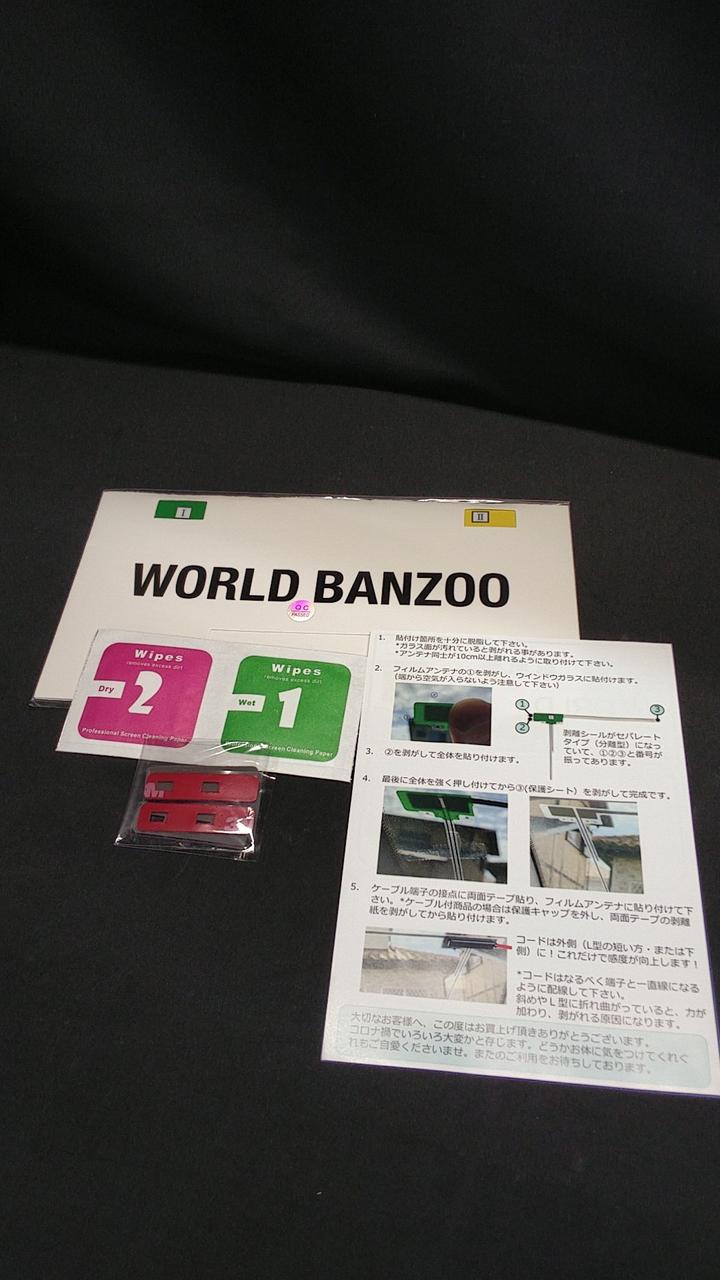 I
II
WORLD BANZOO
QC
PASSED
Wipes
removes excess dirt
Dry
2
Professional Screen Cleaning Paper
Wipes
removes excess dirt
Wet
1
Screen Cleaning Paper
1. 貼付け箇所を十分に脱脂して下さい。
*ガラス面が汚れていると剥がれる事があります。
*アンテナ同士が10cm以上離れるように取り付けて下さい。
2. フィルムアンテナの①を剥がし、ウインドウガラスに貼付けます。
(端から空気が入らないよう注意して下さい)
①
②
③
剥離シールがセパレート
タイプ（分離型）になっ
ていて、①②③と番号が
振ってあります。
3. ②を剥がして全体を貼り付けます。
4. 最後に全体を強く押し付けてから③(保護シート）を剥がして完成です。
5. ケーブル端子の接点に両面テープ貼り、フィルムアンテナに貼り付けて下
さい。*ケーブル付商品の場合は保護キャップを外し、両面テープの剥離
紙を剥がしてから貼り付けます。
コードは外側（L型の短い方・または下
側）に！これだけで感度が向上します！
*コードはなるべく端子と一直線になる
ように配線して下さい。
斜めやL型に折れ曲がっていると、力が
加わり、剥がれる原因になります。
大切なお客様へ、この度はお買上げ頂きありがとうございます。
コロナ禍でいろいろ大変かと存じます。どうかお体に気をつけてくれぐ
れもご自愛くださいませ。またのご利用をお待ちしております。